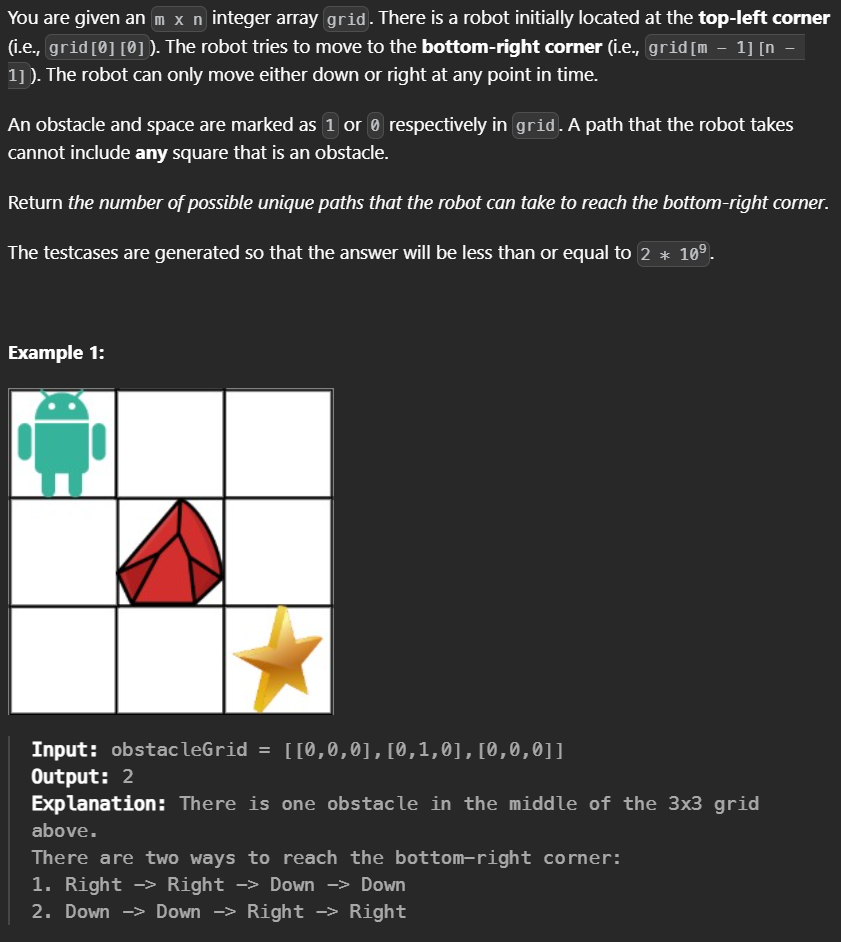 You are given an m x n integer array grid. There is a robot initially located at the top-left corner
(i.e., grid[0][0]). The robot tries to move to the bottom-right corner (i.e., grid[m - 1][n -
1]). The robot can only move either down or right at any point in time.
An obstacle and space are marked as 1 or 0 respectively in grid. A path that the robot takes
cannot include any square that is an obstacle.
Return the number of possible unique paths that the robot can take to reach the bottom-right corner.
The testcases are generated so that the answer will be less than or equal to 2 * 10⁹.
Example 1:
Input: obstacleGrid = [[0,0,0],[0,1,0],[0,0,0]]
Output: 2
Explanation: There is one obstacle in the middle of the 3x3 grid
above.
There are two ways to reach the bottom-right corner:
1. Right -> Right -> Down -> Down
2. Down -> Down -> Right -> Right